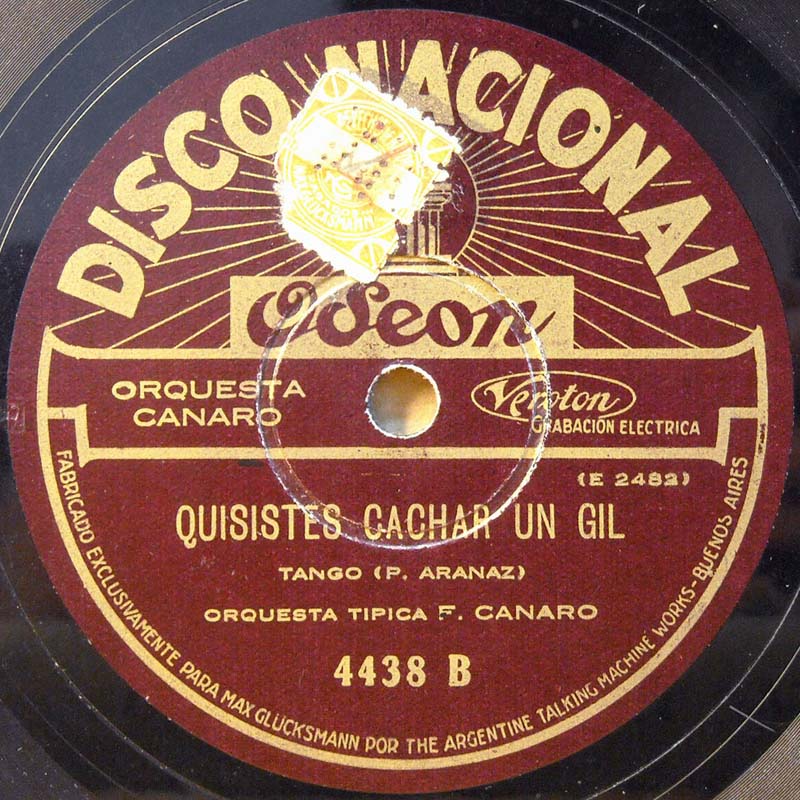 DISCO NACIONAL
Odeon
ORQUESTA
CANARO
Veroton
GRABACIÓN ELECTRICA
(E 2482)
QUISISTES CACHAR UN GIL
TANGO (P. ARANAZ)
ORQUESTA TIPICA F. CANARO
4438 B
FABRICADO EXCLUSIVAMENTE PARA MAX GLÜCKSMANN POR THE ARGENTINE TALKING MACHINE WORKS-BUENOS AIRES
GLÜCKSMANN